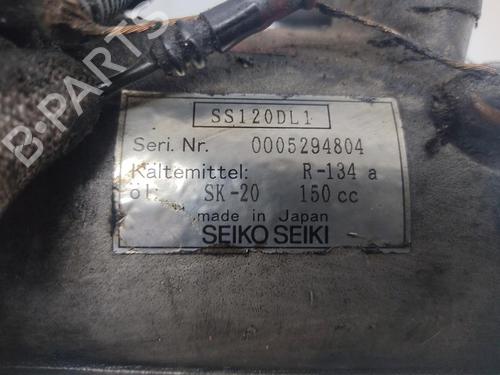 B-PARTS
SS120DL1
Seri. Nr. 0005294804
Kältemittel: R-134 a
öl: SK-20 150 cc
made in Japan
SEIKO SEIKI